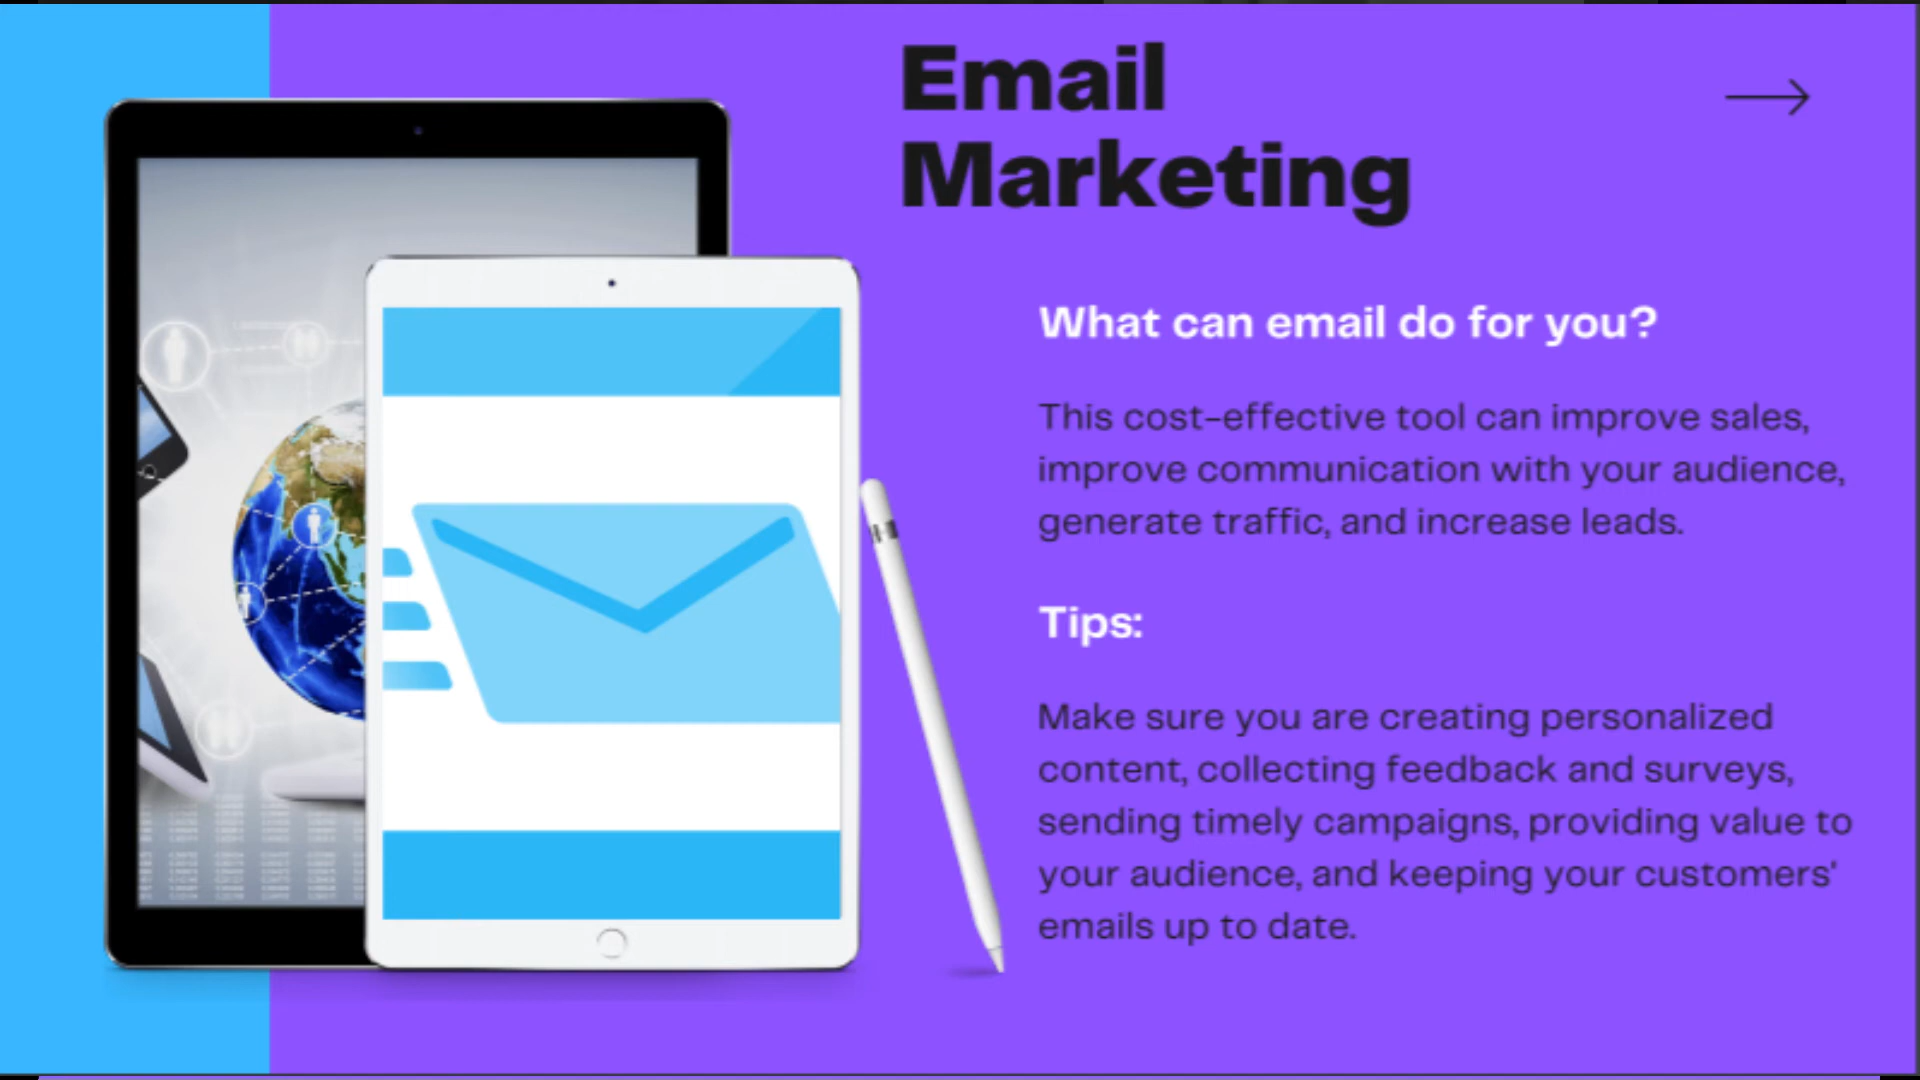 Email
Marketing
What can email do for you?
This cost-effective tool can improve sales,
improve communication with your audience,
generate traffic, and increase leads.
Tips:
Make sure you are creating personalized
content, collecting feedback and surveys,
sending timely campaigns, providing value to
your audience, and keeping your customers'
emails up to date.